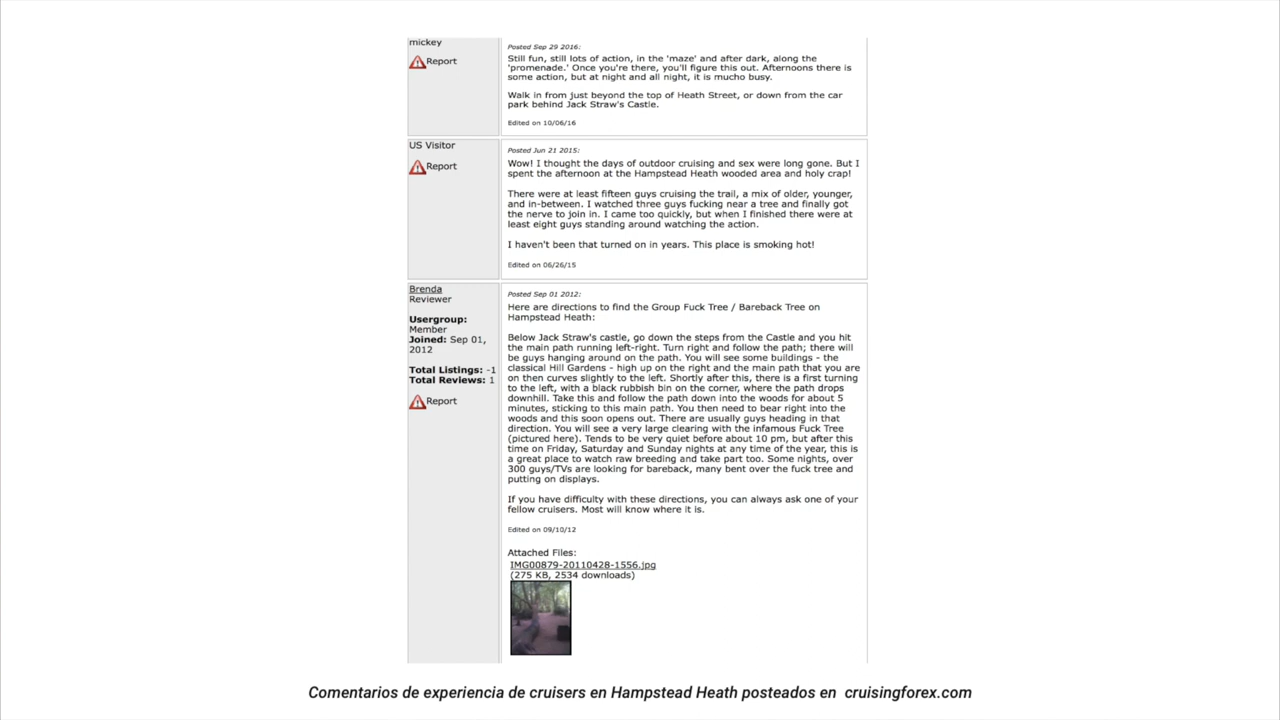 mickey
Report
Posted Sep 29 2016:
Still fun, still lots of action, in the 'maze' and after dark, along the
'promenade.' Once you're there, you'll figure this out. Afternoons there is
some action, but at night and all night, it is mucho busy.
Walk in from just beyond the top of Heath Street, or down from the car
park behind Jack Straw's Castle.
Edited on 10/06/16
US Visitor
Report
Posted Jun 21 2015:
Wow! I thought the days of outdoor cruising and sex were long gone. But I
spent the afternoon at the Hampstead Heath wooded area and holy crap!
There were at least fifteen guys cruising the trail, a mix of older, younger,
and in-between. I watched three guys fucking near a tree and finally got
the nerve to join in. I came too quickly, but when I finished there were at
least eight guys standing around watching the action.
I haven't been that turned on in years. This place is smoking hot!
Edited on 06/26/15
Brenda
Reviewer
Usergroup:
Member
Joined: Sep 01,
2012
Total Listings: -1
Total Reviews: 1
Report
Posted Sep 01 2012:
Here are directions to find the Group Fuck Tree / Bareback Tree on
Hampstead Heath:
Below Jack Straw's castle, go down the steps from the Castle and you hit
the main path running left-right. Turn right and follow the path; there will
be guys hanging around on the path. You will see some buildings - the
classical Hill Gardens - high up on the right and the main path that you are
on then curves slightly to the left. Shortly after this, there is a first turning
to the left, with a black rubbish bin on the corner, where the path drops
downhill. Take this and follow the path down into the woods for about 5
minutes, sticking to this main path. You then need to bear right into the
woods and this soon opens out. There are usually guys heading in that
direction. You will see a very large clearing with the infamous Fuck Tree
(pictured here). Tends to be very quiet before about 10 pm, but after this
time on Friday, Saturday and Sunday nights at any time of the year, this is
a great place to watch raw breeding and take part too. Some nights, over
300 guys/TVs are looking for bareback, many bent over the fuck tree and
putting on displays.
If you have difficulty with these directions, you can always ask one of your
fellow cruisers. Most will know where it is.
Edited on 09/10/12
Attached Files:
IMG00879-20110428-1556.jpg
(275 KB, 2534 downloads)
Comentarios de experiencia de cruisers en Hampstead Heath posteados en cruisingforex.com